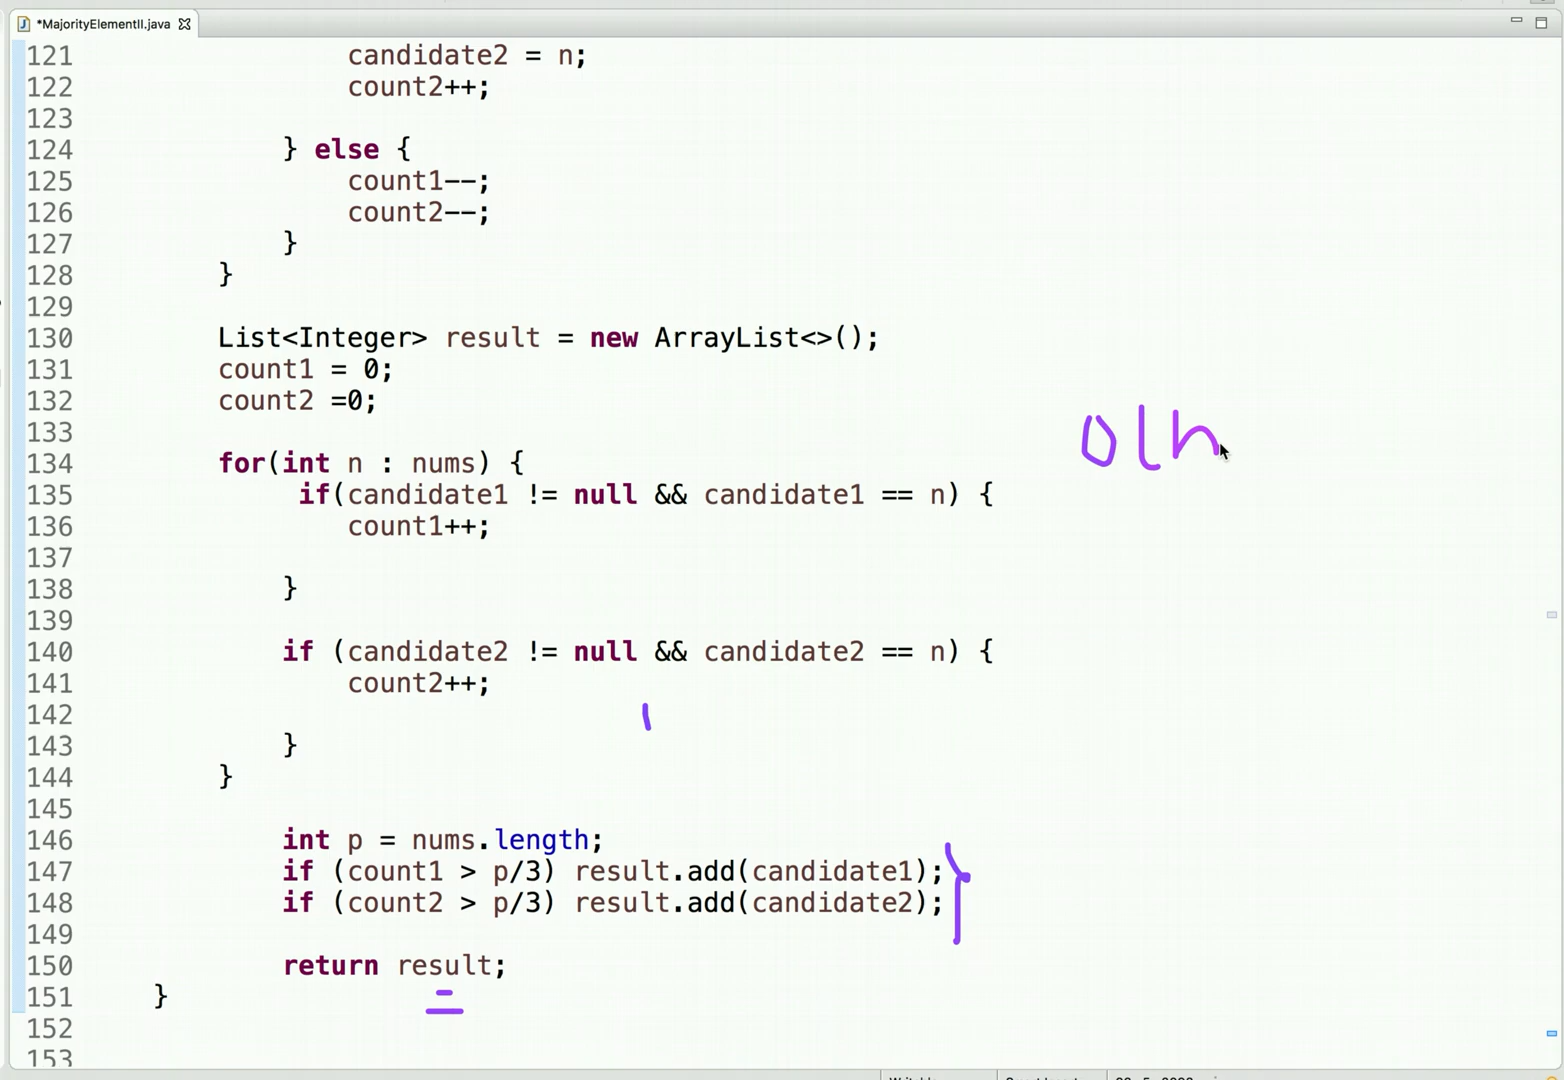 *MajorityElementII.java
121 candidate2 = n;
122 count2++;
123
124 } else {
125 count1--;
126 count2--;
127 }
128 }
129
130 List<Integer> result = new ArrayList<>();
131 count1 = 0;
132 count2 =0;
133
134 for(int n : nums) {
135 if(candidate1 != null && candidate1 == n) {
136 count1++;
137
138 }
139
140 if (candidate2 != null && candidate2 == n) {
141 count2++;
142
143 }
144 }
145
146 int p = nums.length;
147 if (count1 > p/3) result.add(candidate1);
148 if (count2 > p/3) result.add(candidate2);
149
150 return result;
151 }
152
153